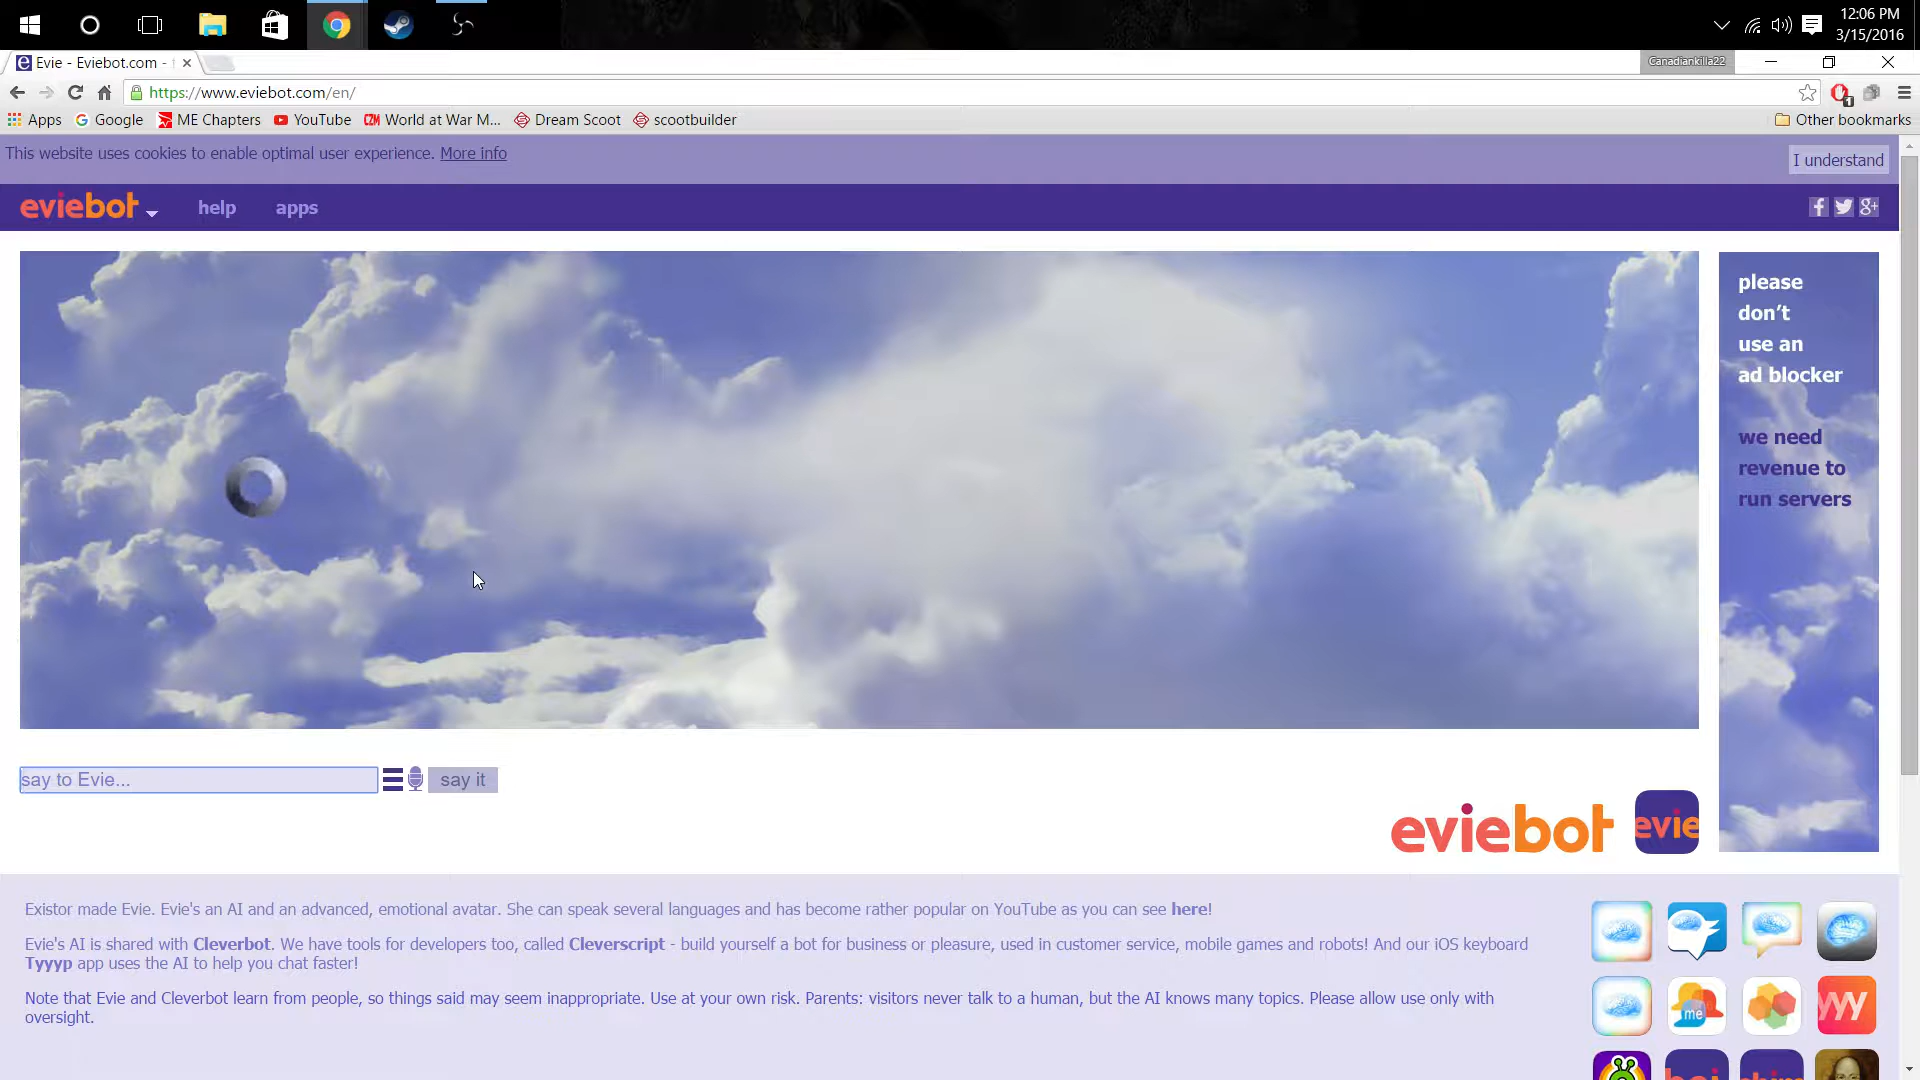 12:06 PM
3/15/2016
Evie - Eviebot.com -
Canadiankilla22
https://www.eviebot.com/en/
1
Apps
Google
ME Chapters
YouTube
World at War M...
Dream Scoot
scootbuilder
Other bookmarks
This website uses cookies to enable optimal user experience. More info
I understand
eviebot
help
apps
please
don't
use an
ad blocker
we need
revenue to
run servers
say to Evie...
say it
eviebot
evie
Existor made Evie. Evie's an AI and an advanced, emotional avatar. She can speak several languages and has become rather popular on YouTube as you can see here!
Evie's AI is shared with Cleverbot. We have tools for developers too, called Cleverscript - build yourself a bot for business or pleasure, used in customer service, mobile games and robots! And our iOS keyboard
Tyyyp app uses the AI to help you chat faster!
Note that Evie and Cleverbot learn from people, so things said may seem inappropriate. Use at your own risk. Parents: visitors never talk to a human, but the AI knows many topics. Please allow use only with
oversight.
me
yyy